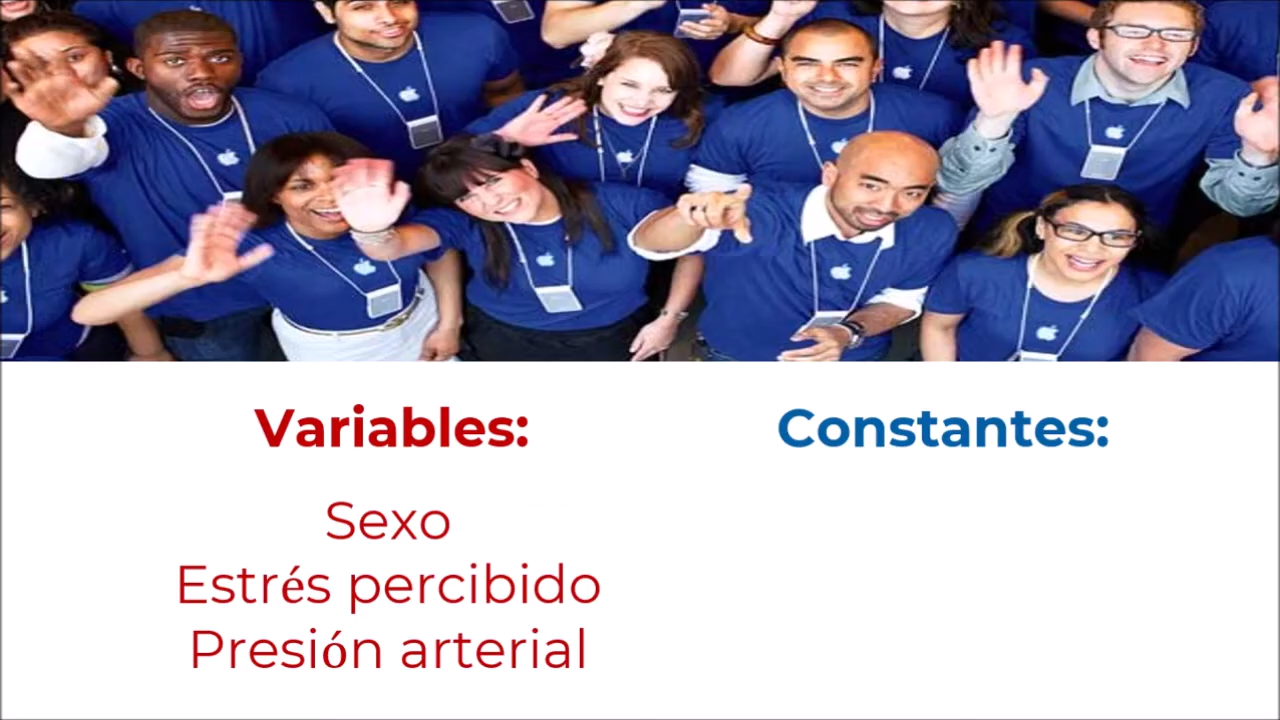 Variables:
Constantes:
Sexo
Estrés percibido
Presión arterial